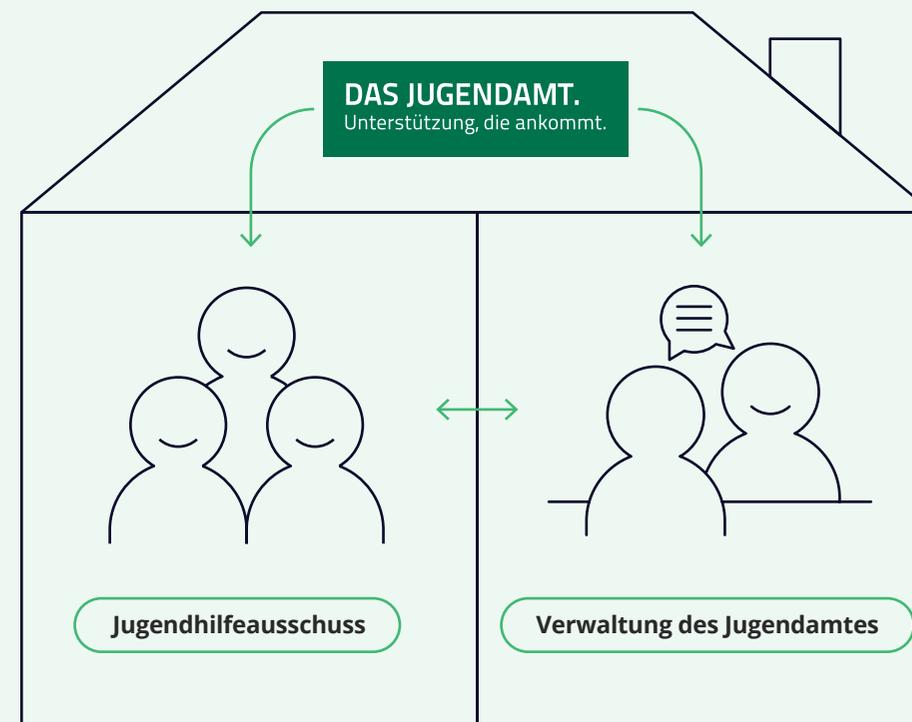 DAS JUGENDAMT.
Unterstützung, die ankommt.
Jugendhilfeausschuss
Verwaltung des Jugendamtes